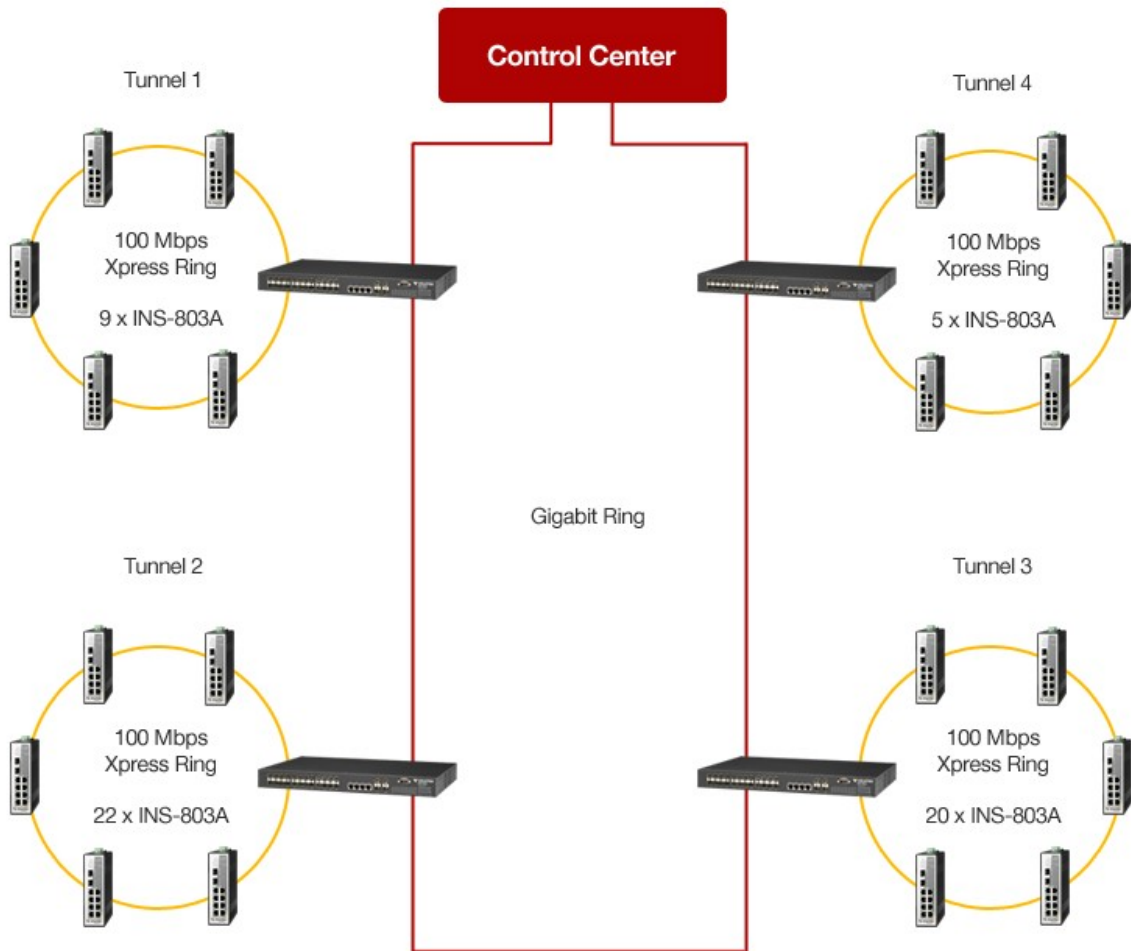 Control Center
Tunnel 1
100 Mbps
Xpress Ring
9 x INS-803A
Tunnel 4
100 Mbps
Xpress Ring
5 x INS-803A
Gigabit Ring
Tunnel 2
100 Mbps
Xpress Ring
22 x INS-803A
Tunnel 3
100 Mbps
Xpress Ring
20 x INS-803A